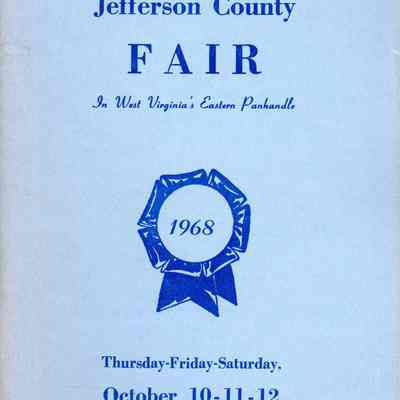 Jefferson County
FAIR
In West Virginia's Eastern Panhandle
1968
Thursday-Friday-Saturday,
October 10-11-12